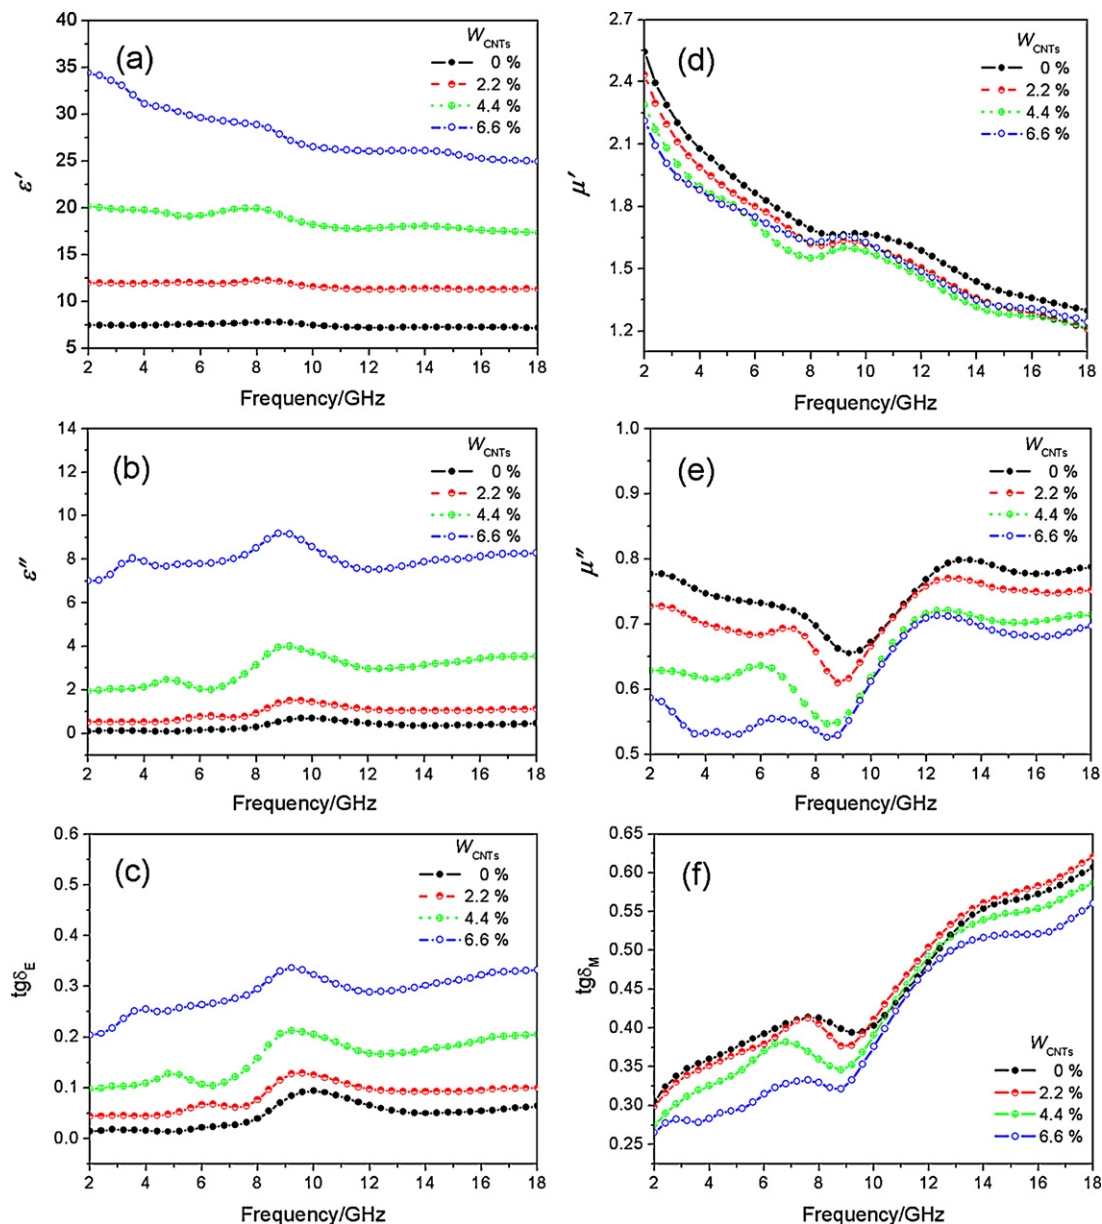 (a)
W CNTs
0 %
2.2 %
4.4 %
6.6 %
40
35
30
25
20
15
10
5
ε′
2 4 6 8 10 12 14 16 18
Frequency/GHz
(d)
W CNTs
0 %
2.2 %
4.4 %
6.6 %
2.7
2.4
2.1
1.8
1.5
1.2
μ′
2 4 6 8 10 12 14 16 18
Frequency/GHz
(b)
W CNTs
0 %
2.2 %
4.4 %
6.6 %
14
12
10
8
6
4
2
0
ε″
2 4 6 8 10 12 14 16 18
Frequency/GHz
(e)
W CNTs
0 %
2.2 %
4.4 %
6.6 %
1.0
0.9
0.8
0.7
0.6
0.5
μ″
2 4 6 8 10 12 14 16 18
Frequency/GHz
(c)
W CNTs
0 %
2.2 %
4.4 %
6.6 %
0.6
0.5
0.4
0.3
0.2
0.1
0.0
tgδE
2 4 6 8 10 12 14 16 18
Frequency/GHz
(f)
0.65
0.60
0.55
0.50
0.45
0.40
0.35
0.30
0.25
tgδM
W CNTs
0 %
2.2 %
4.4 %
6.6 %
2 4 6 8 10 12 14 16 18
Frequency/GHz